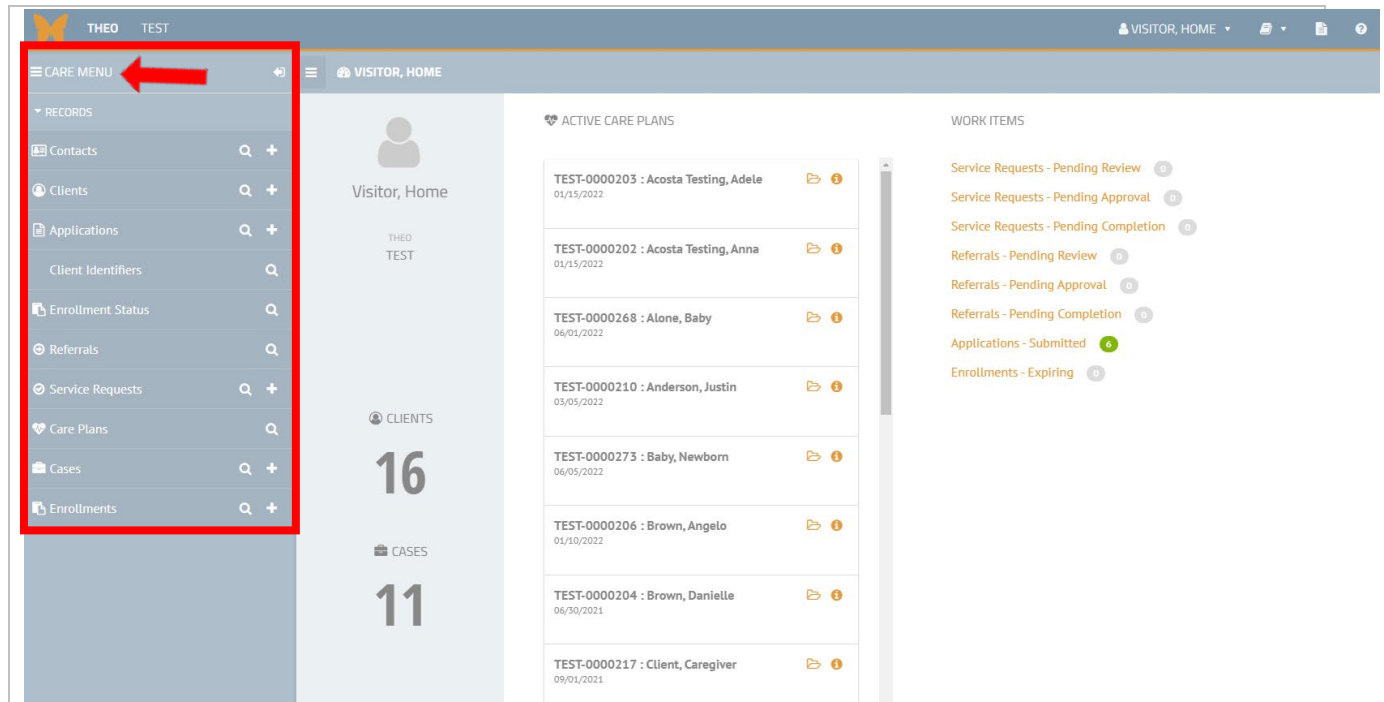 THEO TEST VISITOR, HOME
CARE MENU
VISITOR, HOME
RECORDS
Contacts
Clients
Applications
Client Identifiers
Enrollment Status
Referrals
Service Requests
Care Plans
Cases
Enrollments
Visitor, Home
THEO
TEST
CLIENTS
16
CASES
11
ACTIVE CARE PLANS
TEST-0000203 : Acosta Testing, Adele
01/15/2022
TEST-0000202 : Acosta Testing, Anna
01/15/2022
TEST-0000268 : Alone, Baby
06/01/2022
TEST-0000210 : Anderson, Justin
03/05/2022
TEST-0000273 : Baby, Newborn
06/05/2022
TEST-0000206 : Brown, Angelo
01/10/2022
TEST-0000204 : Brown, Danielle
06/30/2021
TEST-0000217 : Client, Caregiver
09/01/2021
WORK ITEMS
Service Requests - Pending Review 0
Service Requests - Pending Approval 0
Service Requests - Pending Completion 0
Referrals - Pending Review 0
Referrals - Pending Approval 0
Referrals - Pending Completion 0
Applications - Submitted 6
Enrollments - Expiring 0